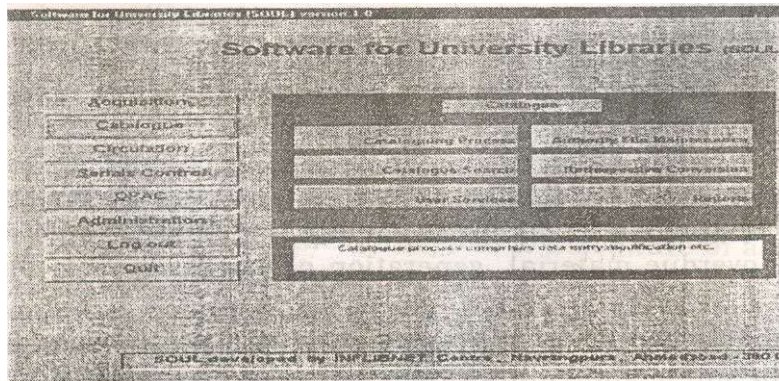 Software for University Libraries [SOUL] version 1.0
Software for University Libraries (SOUL
Acquisition
Catalogue
Circulation
Serials Control
OPAC
Administration
Log out
Quit
Catalogue
Cataloguing Process
Authority File Maintenance
Catalogue Search
Retrospective Conversion
User Services
Reports
Catalogue process comprises data entry,modification etc.
SOUL developed by INFLIBNET Centre, Navrangpura, Ahmedabad - 380